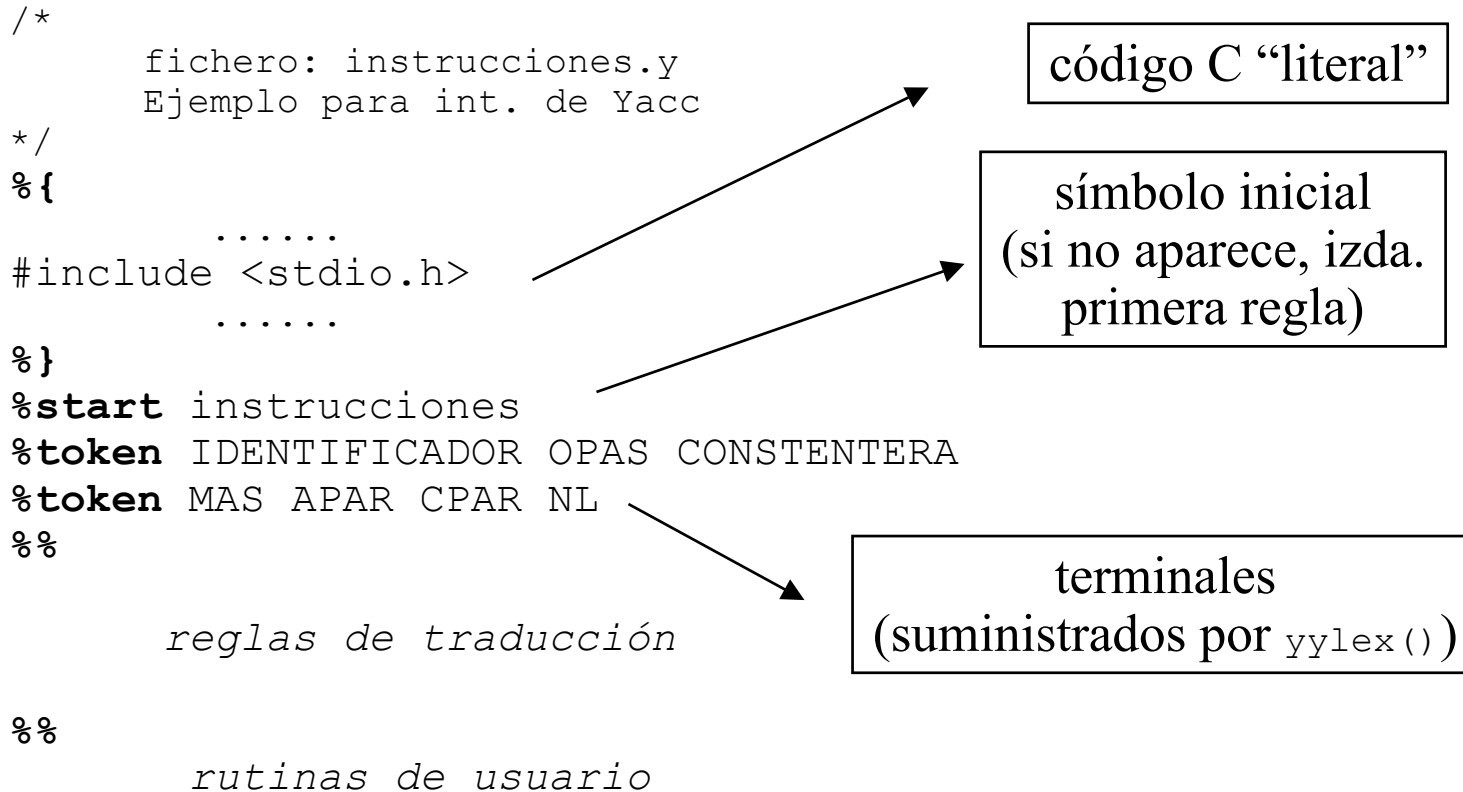 /*
fichero: instrucciones.y
Ejemplo para int. de Yacc
*/
%{
......
#include <stdio.h>
......
%}
%start instrucciones
%token IDENTIFICADOR OPAS CONSTENTERA
%token MAS APAR CPAR NL
%%
reglas de traducción
%%
rutinas de usuario
código C “literal”
símbolo inicial
(si no aparece, izda.
primera regla)
terminales
(suministrados por yylex())